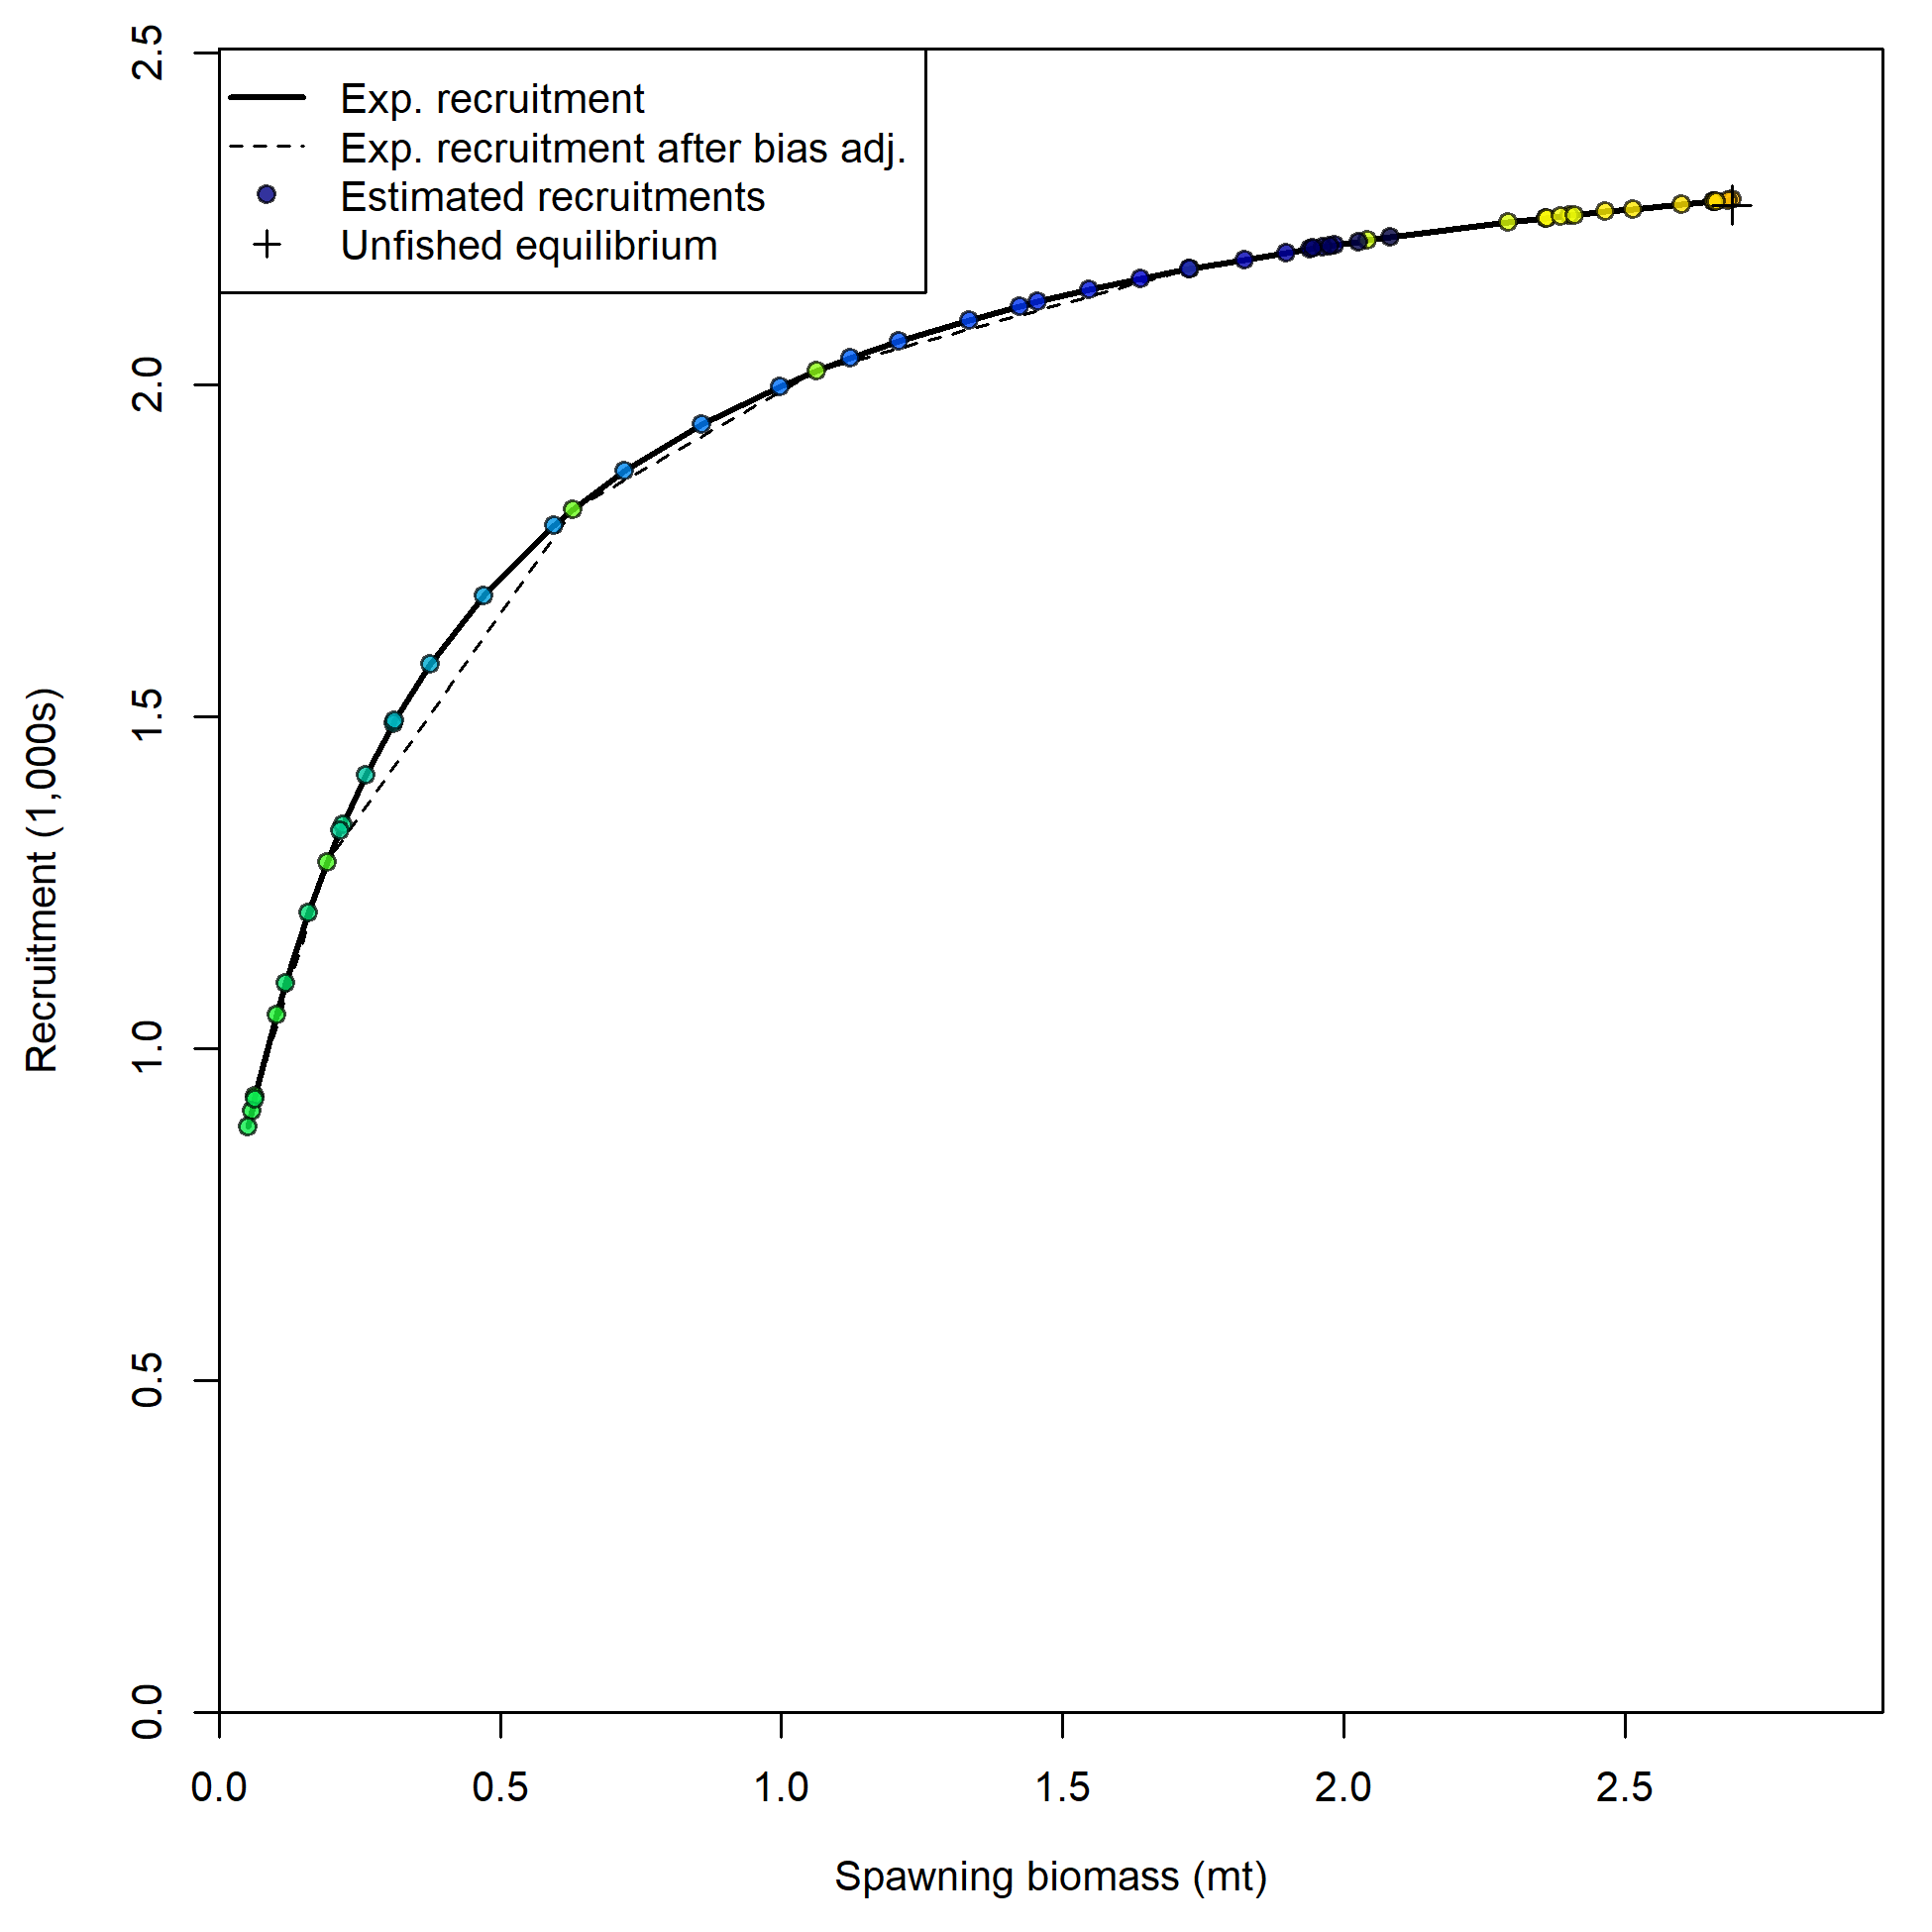 Exp. recruitment
Exp. recruitment after bias adj.
Estimated recruitments
Unfished equilibrium
Recruitment (1,000s)
2.5
2.0
1.5
1.0
0.5
0.0
0.0 0.5 1.0 1.5 2.0 2.5
Spawning biomass (mt)